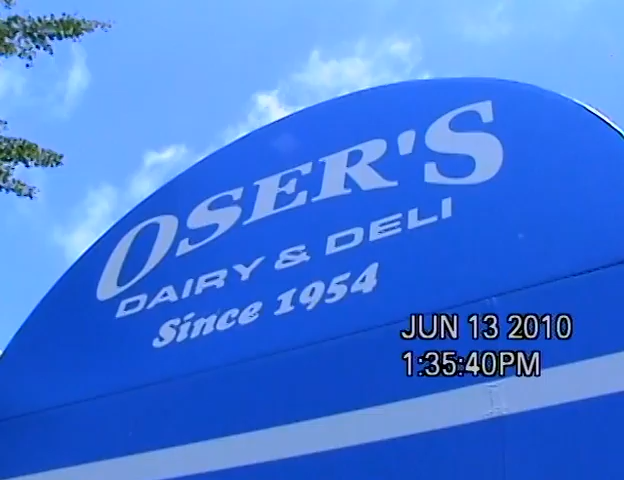 OSER'S
DAIRY & DELI
Since 1954
JUN 13 2010
1:35:40PM